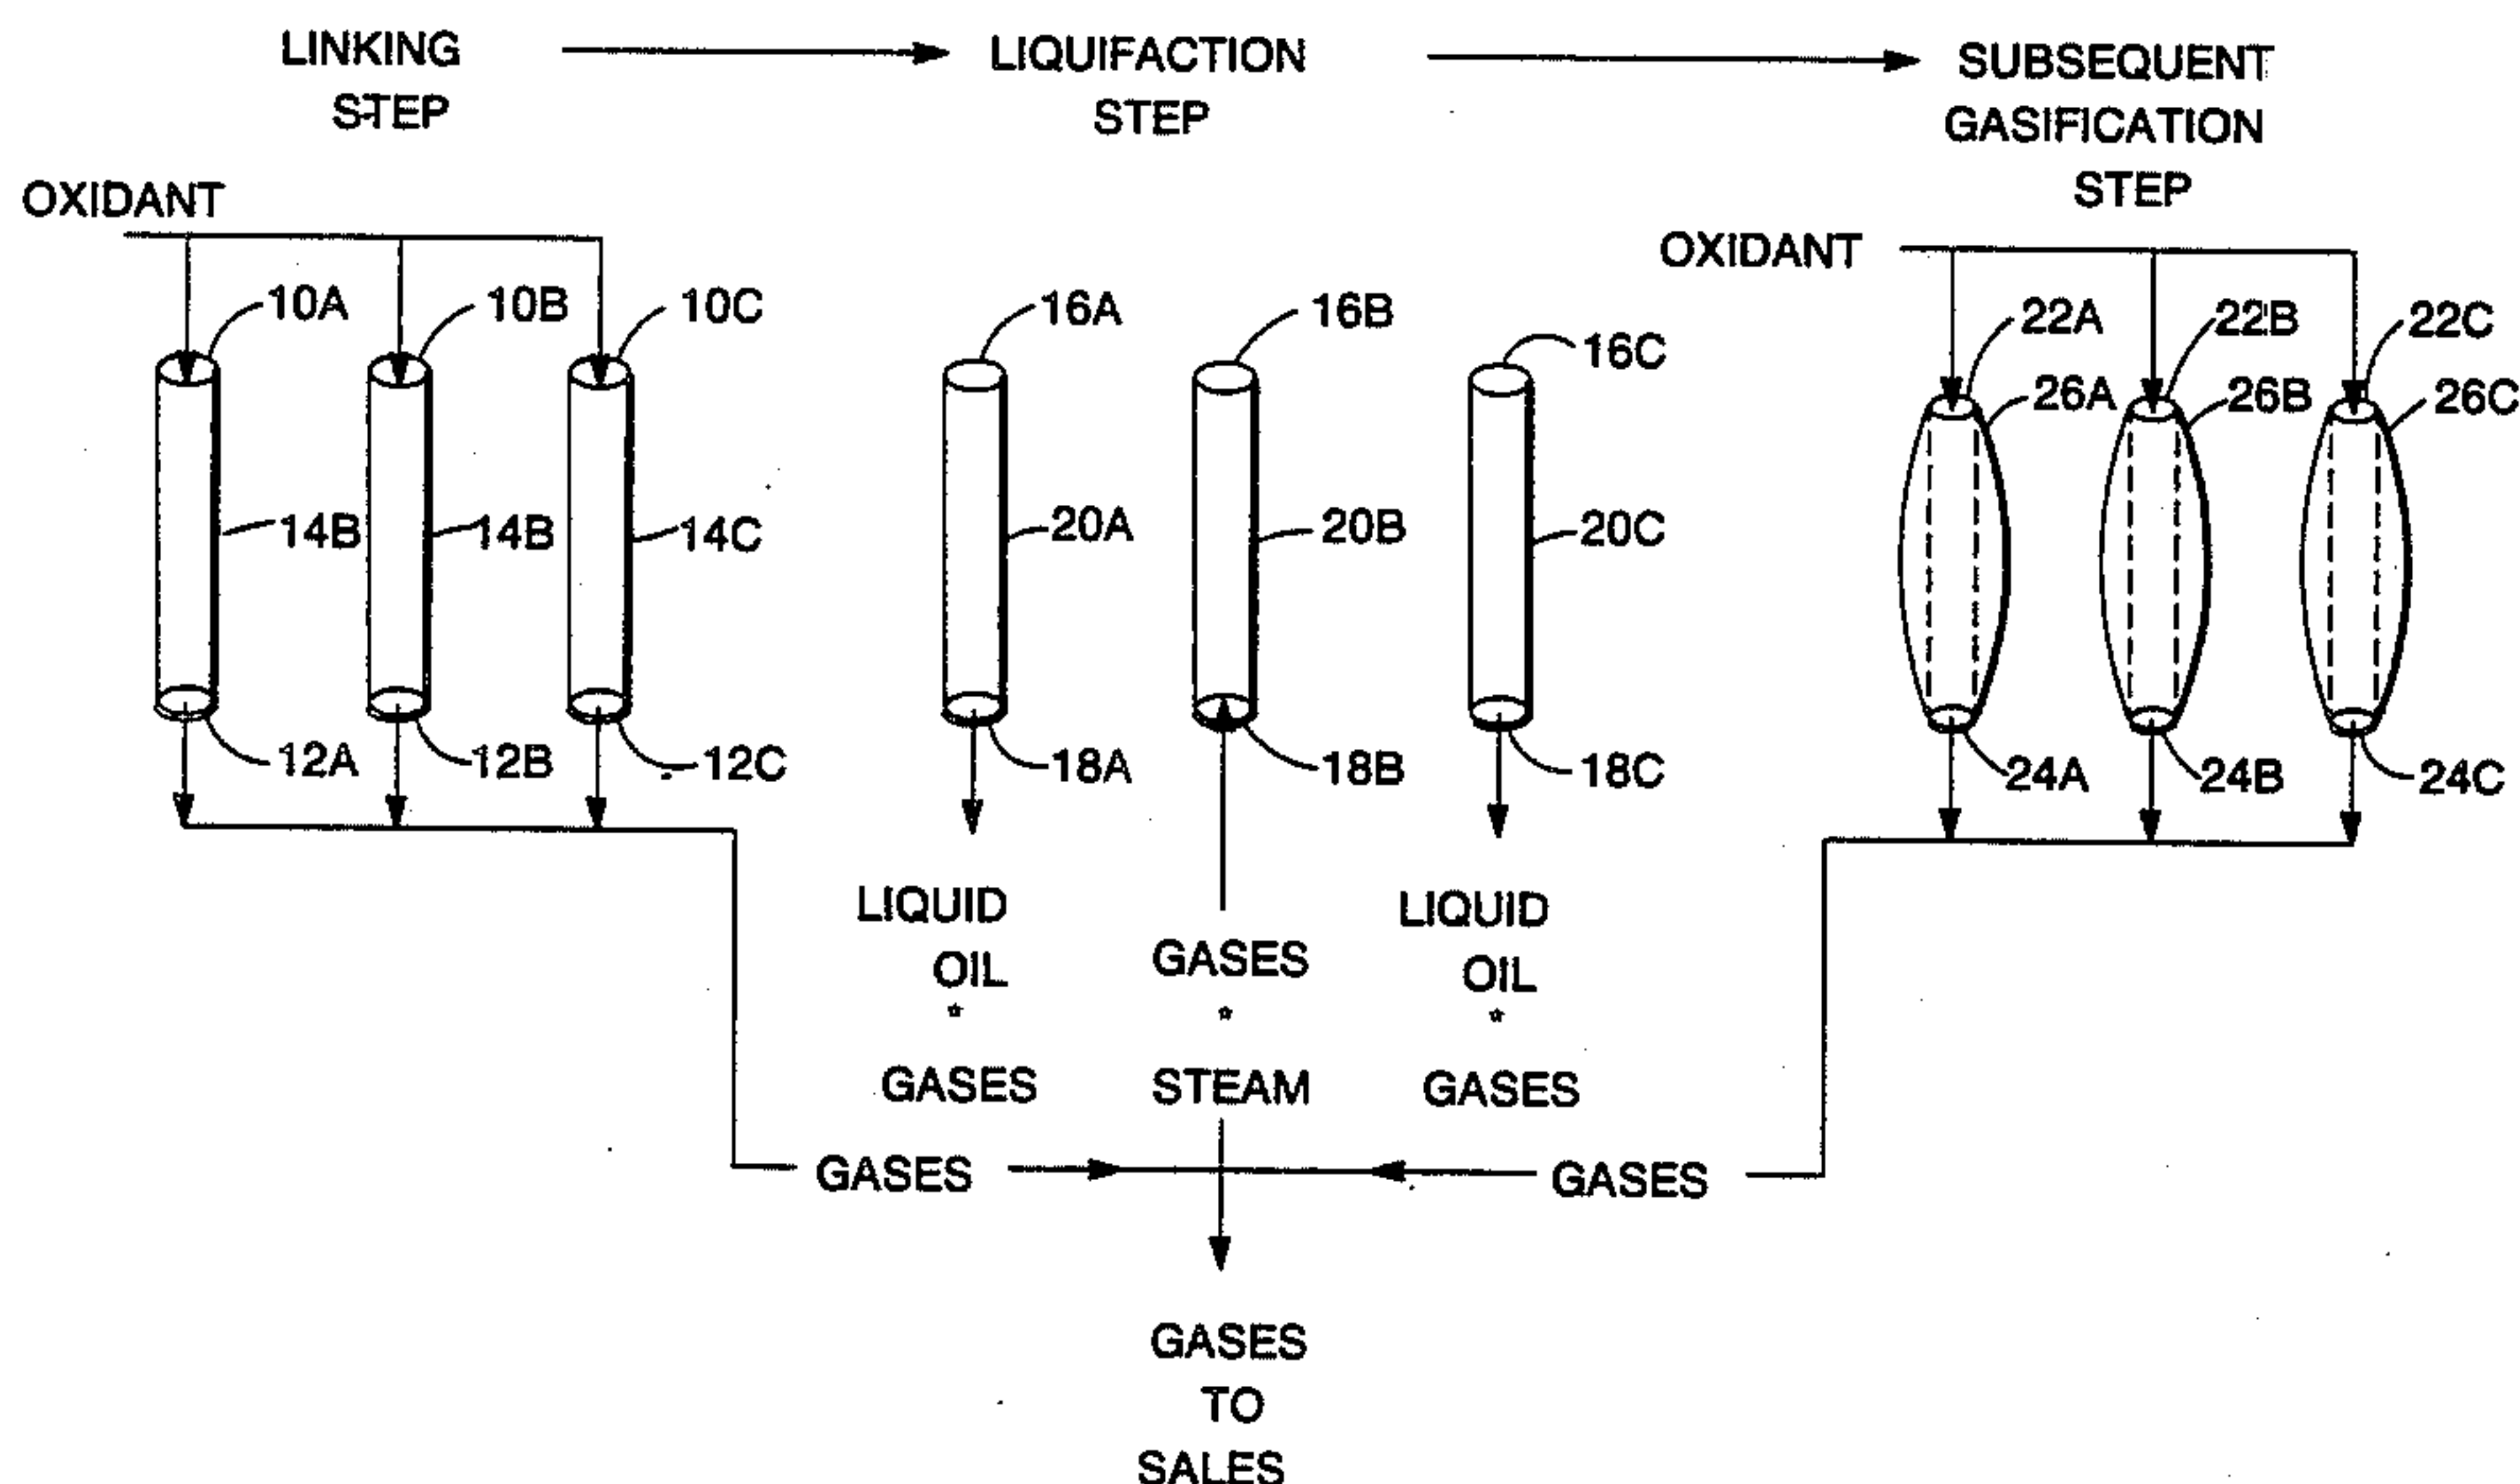 LINKING
STEP
LIQUIFACTION
STEP
SUBSEQUENT
GASIFICATION
STEP
OXIDANT
OXIDANT
10A
10B
10C
16A
16B
16C
22A
22B
22C
26A
26B
26C
14B
14B
14C
20A
20B
20C
12A
12B
12C
18A
18B
18C
24A
24B
24C
LIQUID
OIL
*
GASES
GASES
*
STEAM
LIQUID
OIL
*
GASES
GASES
GASES
GASES
TO
SALES